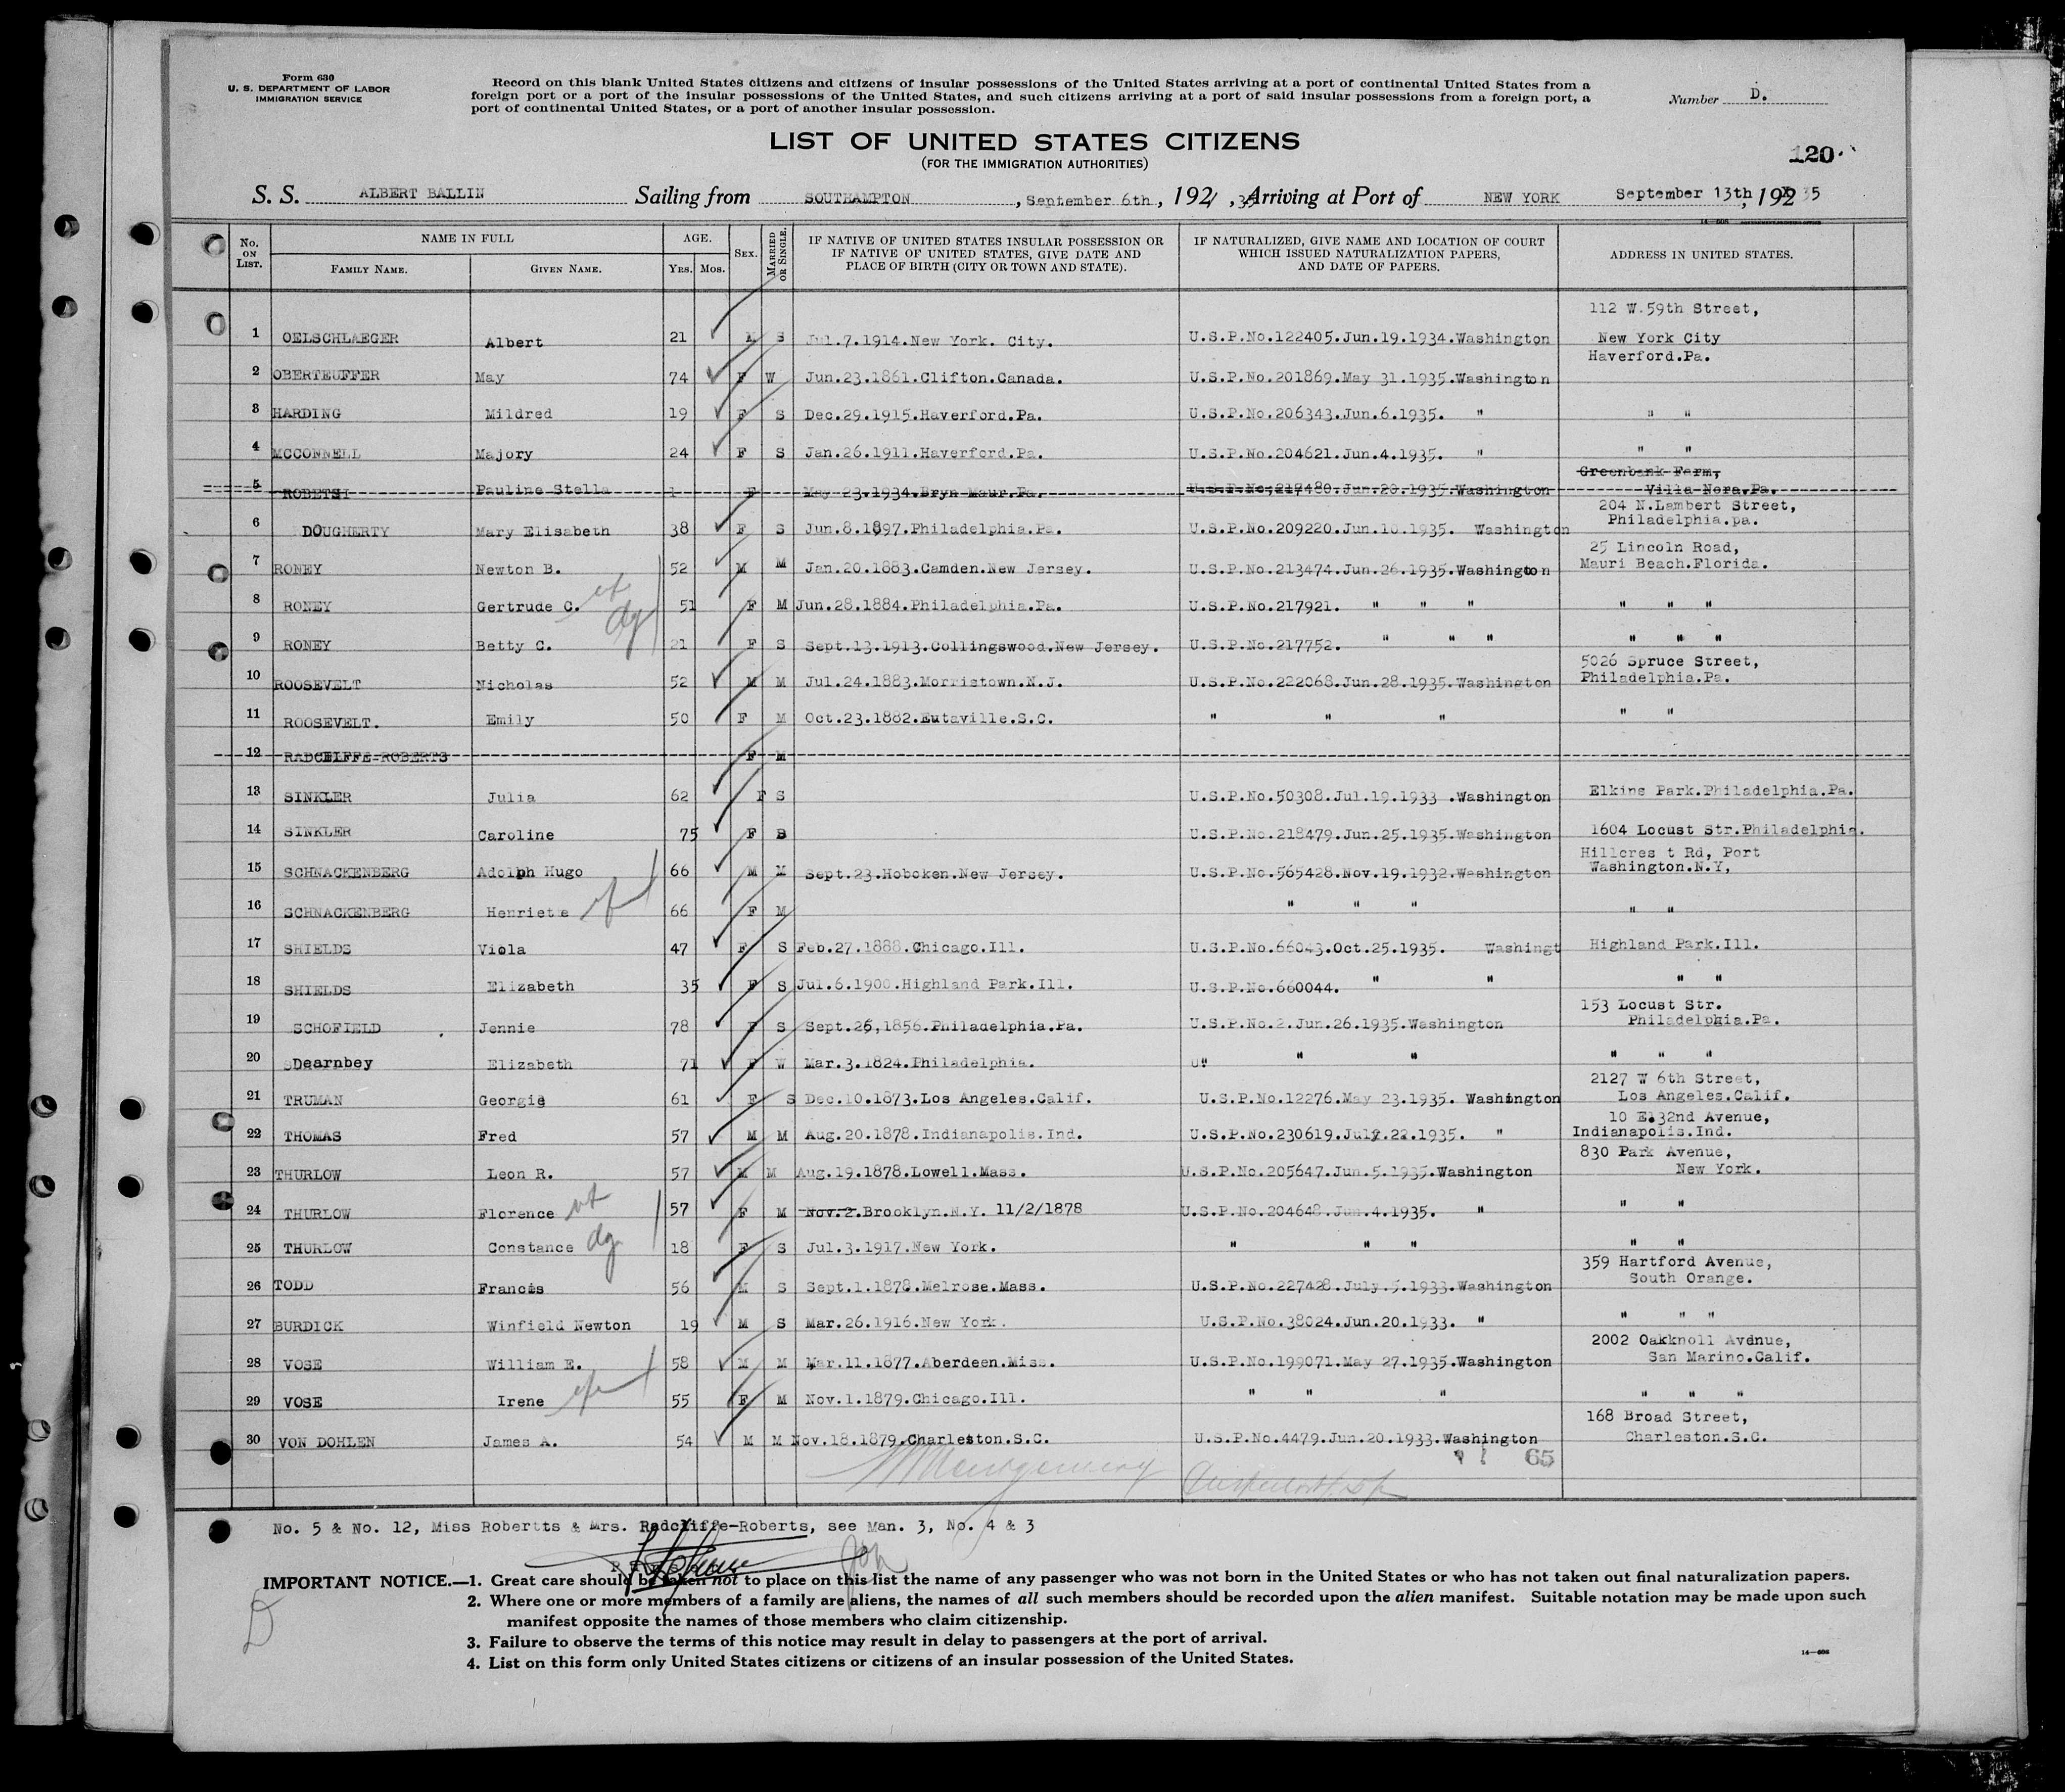 Form 630
U. S. DEPARTMENT OF LABOR
IMMIGRATION SERVICE
Record on this blank United States citizens and citizens of insular possessions of the United States arriving at a port of continental United States from a
foreign port or a port of the insular possessions of the United States, and such citizens arriving at a port of said insular possessions from a foreign port, a
port of continental United States, or a port of another insular possession.
Number D.
LIST OF UNITED STATES CITIZENS
(FOR THE IMMIGRATION AUTHORITIES)
120
S. S. ALBERT BALLIN Sailing from SOUTHAMPTON, September 6th, 192 , 35 Arriving at Port of NEW YORK September 13th, 192 35
No. ON LIST. NAME IN FULL FAMILY NAME. GIVEN NAME. AGE. YRS. MOS. SEX. MARRIED OR SINGLE. IF NATIVE OF UNITED STATES INSULAR POSSESSION OR IF NATIVE OF UNITED STATES, GIVE DATE AND PLACE OF BIRTH (CITY OR TOWN AND STATE). IF NATURALIZED, GIVE NAME AND LOCATION OF COURT WHICH ISSUED NATURALIZATION PAPERS, AND DATE OF PAPERS. ADDRESS IN UNITED STATES.
112 W.59th Street,
1 OELSCHLAEGER Albert 21 M S Jul.7.1914.New York. City. U.S.P.No.122405.Jun.19.1934.Washington New York City
Haverford.Pa.
2 OBERTEUFFER May 74 F W Jun.23.1861.Clifton.Canada. U.S.P.No.201869.May 31.1935.Washington
3 HARDING Mildred 19 F S Dec.29.1915.Haverford.Pa. U.S.P.No.206343.Jun.6.1935. " " "
4 MCCONNELL Majory 24 F S Jan.26.1911.Haverford.Pa. U.S.P.No.204621.Jun.4.1935. " " "
Greenbank Farm,
5 ROBETSH Pauline Stella 1 F May 23.1934.Bryn Maur.Pa. U.S.P.No.217480.Jun.20.1935.Washington Villa Nora.Pa.
204 N.Lambert Street,
6 DOUGHERTY Mary Elisabeth 38 F S Jun.8.1897.Philadelphia.Pa. U.S.P.No.209220.Jun.10.1935. Washington Philadelphia.pa.
25 Lincoln Road,
7 RONEY Newton B. 52 M M Jan.20.1883.Camden.New Jersey. U.S.P.No.213474.Jun.26.1935.Washington Mauri Beach.Florida.
8 RONEY Gertrude C. 51 F M Jun.28.1884.Philadelphia.Pa. U.S.P.No.217921. " " " " " "
9 RONEY Betty C. 21 F S Sept.13.1913.Collingswood.New Jersey. U.S.P.No.217752. " " " " " "
5026 Spruce Street,
10 ROOSEVELT Nicholas 52 M M Jul.24.1883.Morristown.N.J. U.S.P.No.222068.Jun.28.1935.Washington Philadelphia.Pa.
11 ROOSEVELT. Emily 50 F M Oct.23.1882.Eutaville.S.C. " " " " "
12 RADCELFFE-ROBERTS F M
13 SINKLER Julia 62 F S U.S.P.No.50308.Jul.19.1933 .Washington Elkins Park.Philadelphia.Pa.
14 SINKLER Caroline 75 F U.S.P.No.218479.Jun.25.1935.Washington 1604 Locust Str.Philadelphia.
Hillcres t Rd, Port
15 SCHNACKENBERG Adolph Hugo 66 M M Sept.23.Hoboken.New Jersey. U.S.P.No.565428.Nov.19.1932.Washington Washington.N.Y,
16 SCHNACKENBERG Henriete 66 F M " " " " "
17 SHIELDS Viola 47 F S Feb.27.1888.Chicago.Ill. U.S.P.No.66043.Oct.25.1935. Washingt Highland Park.Ill.
18 SHIELDS Elizabeth 35 F S Jul.6.1900.Highland Park.Ill. U.S.P.No.660044. " " " "
153 Locust Str.
19 SCHOFIELD Jennie 78 F S Sept.26,1856.Philadelphia.Pa. U.S.P.No.2.Jun.26.1935.Washington Philadelphia.Pa.
20 Dearnbey Elizabeth 71 F W Mar.3.1824.Philadelphia. " " " " " "
2127 W 6th Street,
21 TRUMAN Georgie 61 F S Dec.10.1873.Los Angeles.Calif. U.S.P.No.12276.May 23.1935. Washington Los Angeles.Calif.
10 E.32nd Avenue,
22 THOMAS Fred 57 M M Aug.20.1878.Indianapolis.Ind. U.S.P.No.230619.July.22.1935. " Indianapolis.Ind.
830 Park Avenue,
23 THURLOW Leon R. 57 M M Aug.19.1878.Lowell.Mass. U.S.P.No.205647.Jun.5.1935.Washington New York.
24 THURLOW Florence 57 F M Nov.2.Brooklyn.N.Y. 11/2/1878 U.S.P.No.204648.Jun.4.1935. " " "
25 THURLOW Constance 18 F S Jul.3.1917.New York. " " " " "
359 Hartford Avenue,
26 TODD Francis 56 M S Sept.1.1878.Melrose.Mass. U.S.P.No.227428.July.5.1933.Washington South Orange.
27 BURDICK Winfield Newton 19 M S Mar.26.1916.New York. U.S.P.No.38024.Jun.20.1933. " " " "
2002 Oakknoll Avdnue,
28 VOSE William E. 58 M M Mar.11.1877.Aberdeen.Miss. U.S.P.No.199071.May 27.1935.Washington San Marino.Calif.
29 VOSE Irene 55 F M Nov.1.1879.Chicago.Ill. " " " " " "
168 Broad Street,
30 VON DOHLEN James A. 54 M M Nov.18.1879.Charleston.S.C. U.S.P.No.4479.Jun.20.1933.Washington Charleston.S.C.
65
No. 5 & No. 12, Miss Robertts & Mrs. Radcliffe-Roberts, see Man. 3, No. 4 & 3
IMPORTANT NOTICE.—1. Great care should be taken not to place on this list the name of any passenger who was not born in the United States or who has not taken out final naturalization papers.
2. Where one or more members of a family are aliens, the names of all such members should be recorded upon the alien manifest. Suitable notation may be made upon such
manifest opposite the names of those members who claim citizenship.
3. Failure to observe the terms of this notice may result in delay to passengers at the port of arrival.
4. List on this form only United States citizens or citizens of an insular possession of the United States.
D